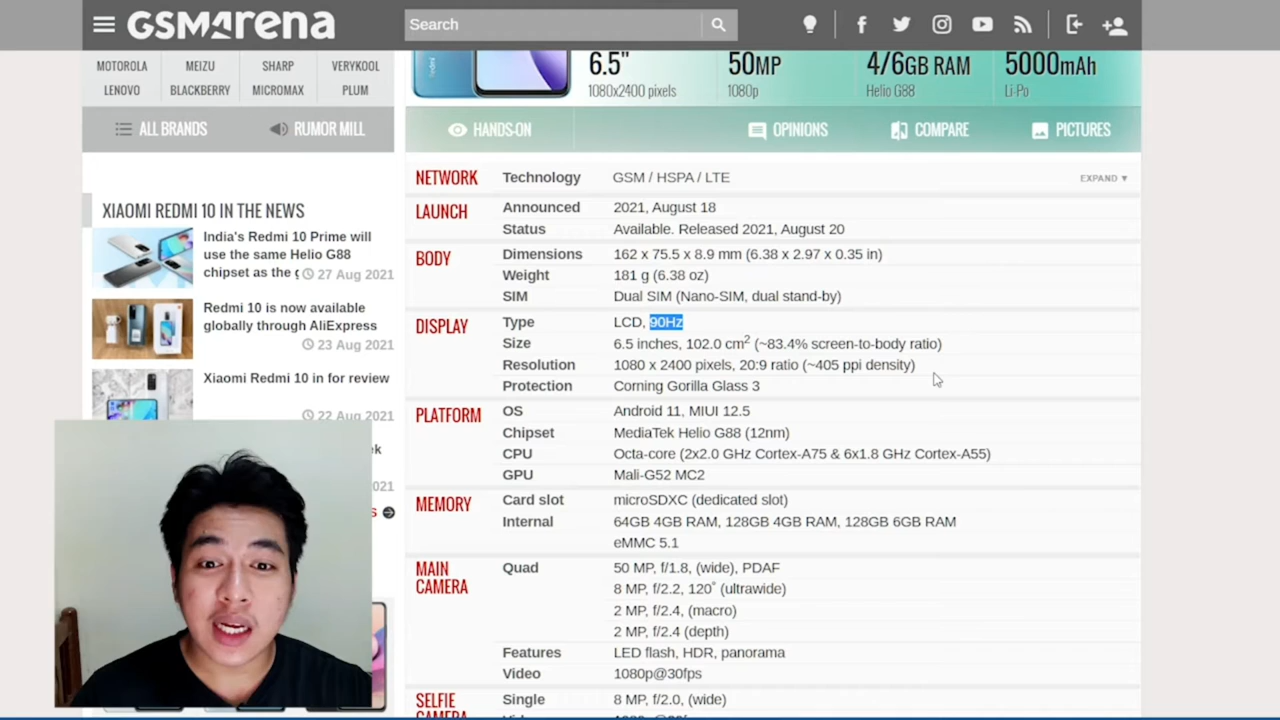 GSMArena
Search
MOTOROLA MEIZU SHARP VERYKOOL
LENOVO BLACKBERRY MICROMAX PLUM
ALL BRANDS RUMOR MILL
6.5" 50MP 4/6GB RAM 5000mAh
1080x2400 pixels 1080p Helio G88 Li-Po
HANDS-ON OPINIONS COMPARE PICTURES
XIAOMI REDMI 10 IN THE NEWS
India's Redmi 10 Prime will
use the same Helio G88
chipset as the g 27 Aug 2021
Redmi 10 is now available
globally through AliExpress
23 Aug 2021
Xiaomi Redmi 10 in for review
22 Aug 2021
NETWORK Technology GSM / HSPA / LTE EXPAND ▼
LAUNCH Announced 2021, August 18
Status Available. Released 2021, August 20
BODY Dimensions 162 x 75.5 x 8.9 mm (6.38 x 2.97 x 0.35 in)
Weight 181 g (6.38 oz)
SIM Dual SIM (Nano-SIM, dual stand-by)
DISPLAY Type LCD, 90Hz
Size 6.5 inches, 102.0 cm2 (~83.4% screen-to-body ratio)
Resolution 1080 x 2400 pixels, 20:9 ratio (~405 ppi density)
Protection Corning Gorilla Glass 3
PLATFORM OS Android 11, MIUI 12.5
Chipset MediaTek Helio G88 (12nm)
CPU Octa-core (2x2.0 GHz Cortex-A75 & 6x1.8 GHz Cortex-A55)
GPU Mali-G52 MC2
MEMORY Card slot microSDXC (dedicated slot)
Internal 64GB 4GB RAM, 128GB 4GB RAM, 128GB 6GB RAM
eMMC 5.1
MAIN CAMERA Quad 50 MP, f/1.8, (wide), PDAF
8 MP, f/2.2, 120˚ (ultrawide)
2 MP, f/2.4, (macro)
2 MP, f/2.4 (depth)
Features LED flash, HDR, panorama
Video 1080p@30fps
SELFIE CAMERA Single 8 MP, f/2.0, (wide)